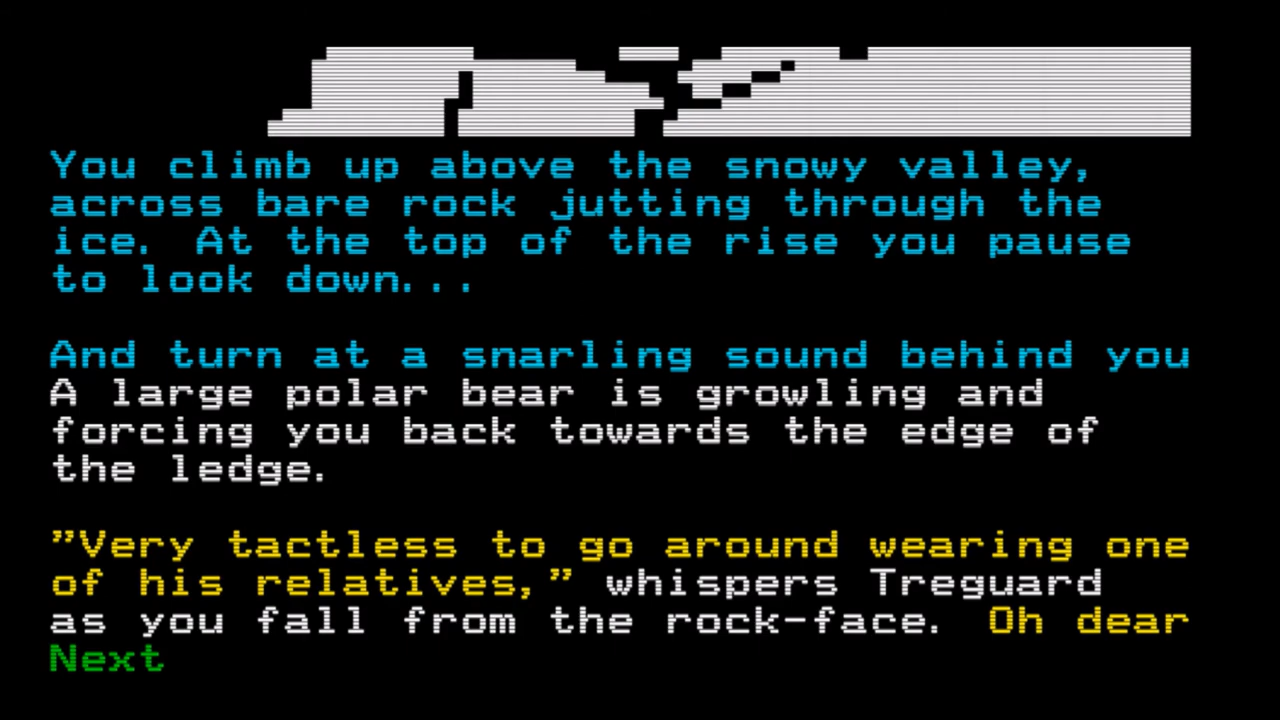 You climb up above the snowy valley,
across bare rock jutting through the
ice. At the top of the rise you pause
to look down...
And turn at a snarling sound behind you
A large polar bear is growling and
forcing you back towards the edge of
the ledge.
”Very tactless to go around wearing one
of his relatives,” whispers Treguard
as you fall from the rock-face. Oh dear
Next